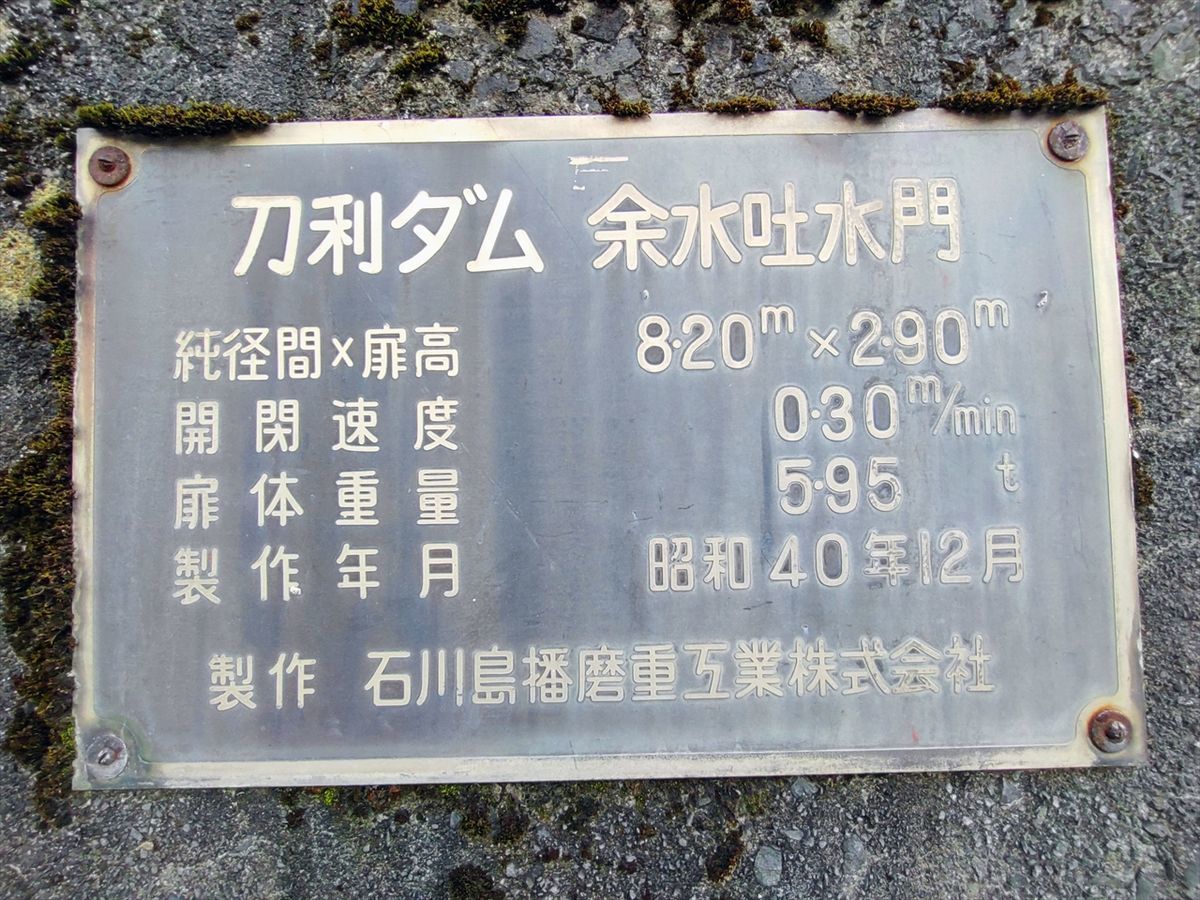 刀利ダム 余水吐水門
純径間×扉高 8.20m×2.90m
開閉速度 0.30m/min
扉体重量 5.95 t
製作年月 昭和40年12月
製作 石川島播磨重工業株式会社